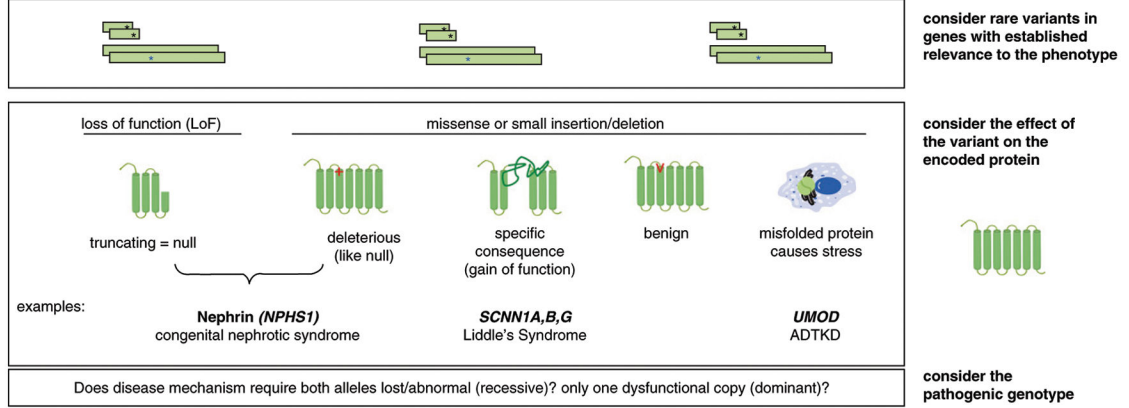 consider rare variants in
genes with established
relevance to the phenotype
loss of function (LoF)
missense or small insertion/deletion
consider the effect of
the variant on the
encoded protein
truncating = null
deleterious
(like null)
specific
consequence
(gain of function)
benign
misfolded protein
causes stress
examples:
Nephrin (NPHS1)
congenital nephrotic syndrome
SCNN1A,B,G
Liddle's Syndrome
UMOD
ADTKD
Does disease mechanism require both alleles lost/abnormal (recessive)? only one dysfunctional copy (dominant)?
consider the
pathogenic genotype